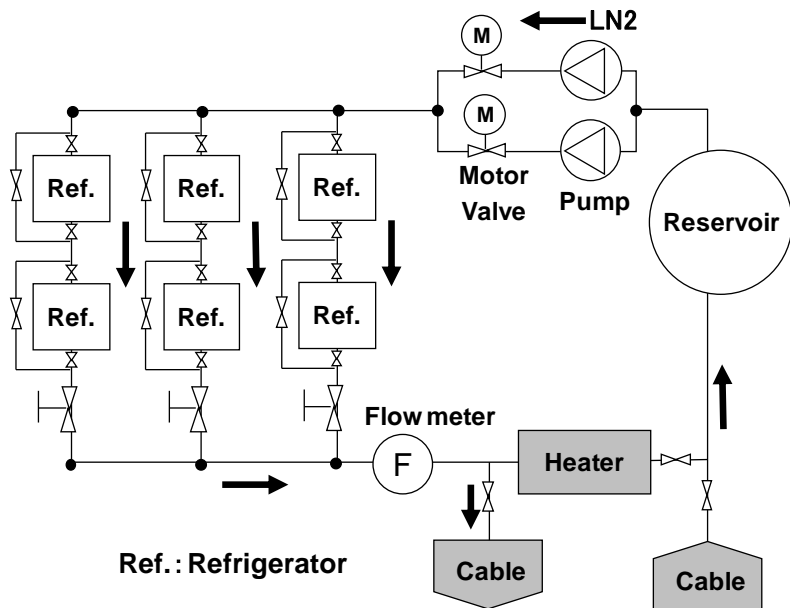 M
LN2
M
Motor
Valve
Pump
Reservoir
Ref.
Ref.
Ref.
Ref.
Ref.
Ref.
Flow meter
F
Heater
Cable
Cable
Ref.: Refrigerator